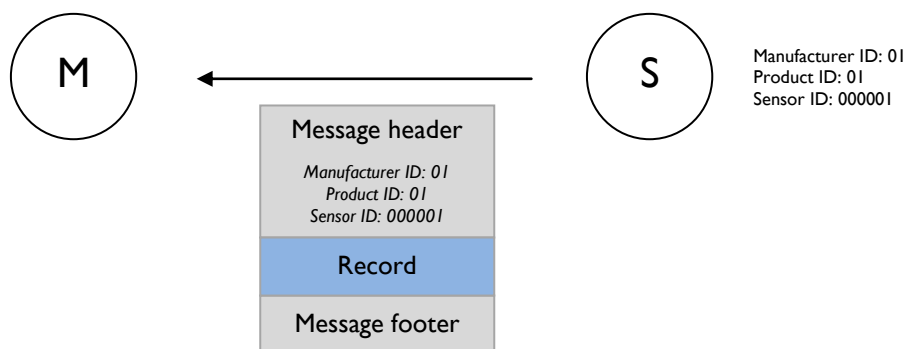 M
S
Manufacturer ID: 01
Product ID: 01
Sensor ID: 000001
Message header
Manufacturer ID: 01
Product ID: 01
Sensor ID: 000001
Record
Message footer